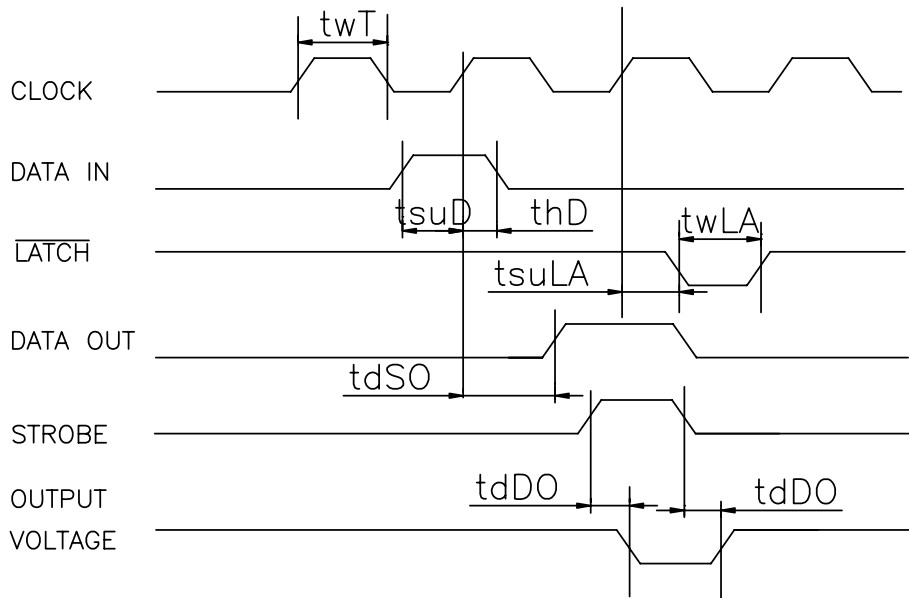 twT
CLOCK
DATA IN
tsuD
thD
twLA
LATCH
tsuLA
DATA OUT
tdSO
STROBE
tdDO
tdDO
OUTPUT
VOLTAGE